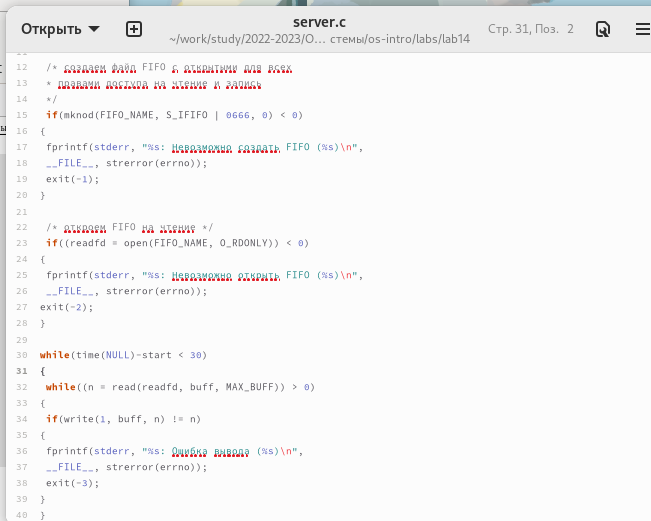 Открыть
server.c
~/work/study/2022-2023/O… стемы/os-intro/labs/lab14
Стр. 31, Поз. 2
12 /* создаем файл FIFO с открытыми для всех
13 * правами доступа на чтение и запись
14 */
15 if(mknod(FIFO_NAME, S_IFIFO | 0666, 0) < 0)
16 {
17 fprintf(stderr, "%s: Невозможно создать FIFO (%s)\n",
18 __FILE__, strerror(errno));
19 exit(-1);
20 }
21
22 /* откроем FIFO на чтение */
23 if((readfd = open(FIFO_NAME, O_RDONLY)) < 0)
24 {
25 fprintf(stderr, "%s: Невозможно открыть FIFO (%s)\n",
26 __FILE__, strerror(errno));
27 exit(-2);
28 }
29
30 while(time(NULL)-start < 30)
31 {
32 while((n = read(readfd, buff, MAX_BUFF)) > 0)
33 {
34 if(write(1, buff, n) != n)
35 {
36 fprintf(stderr, "%s: Ошибка вывода (%s)\n",
37 __FILE__, strerror(errno));
38 exit(-3);
39 }
40 }